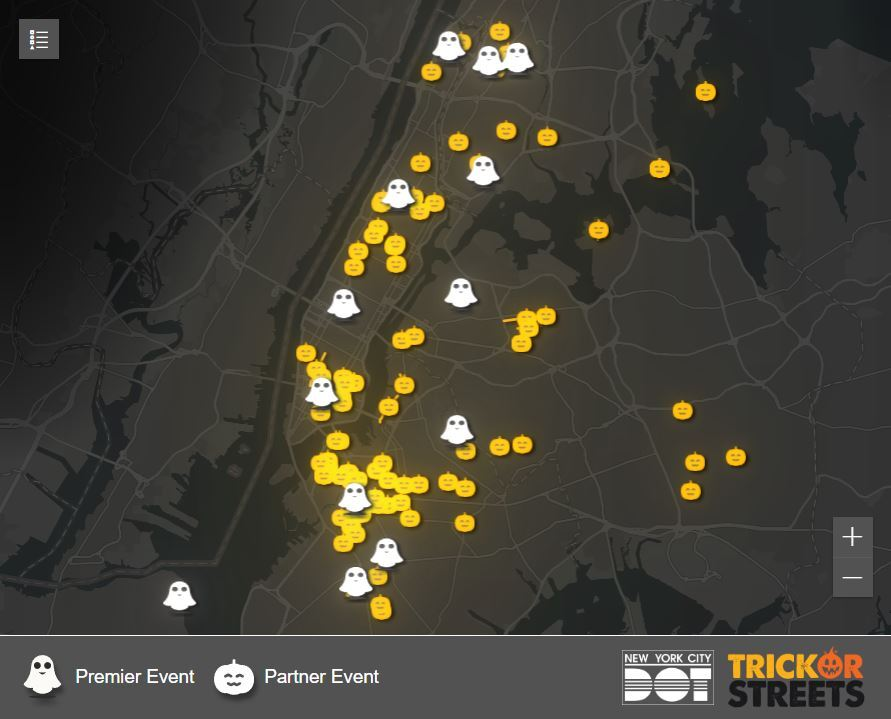 +
−
Premier Event
Partner Event
NEW YORK CITY
DOT
TRICK OR
STREETS